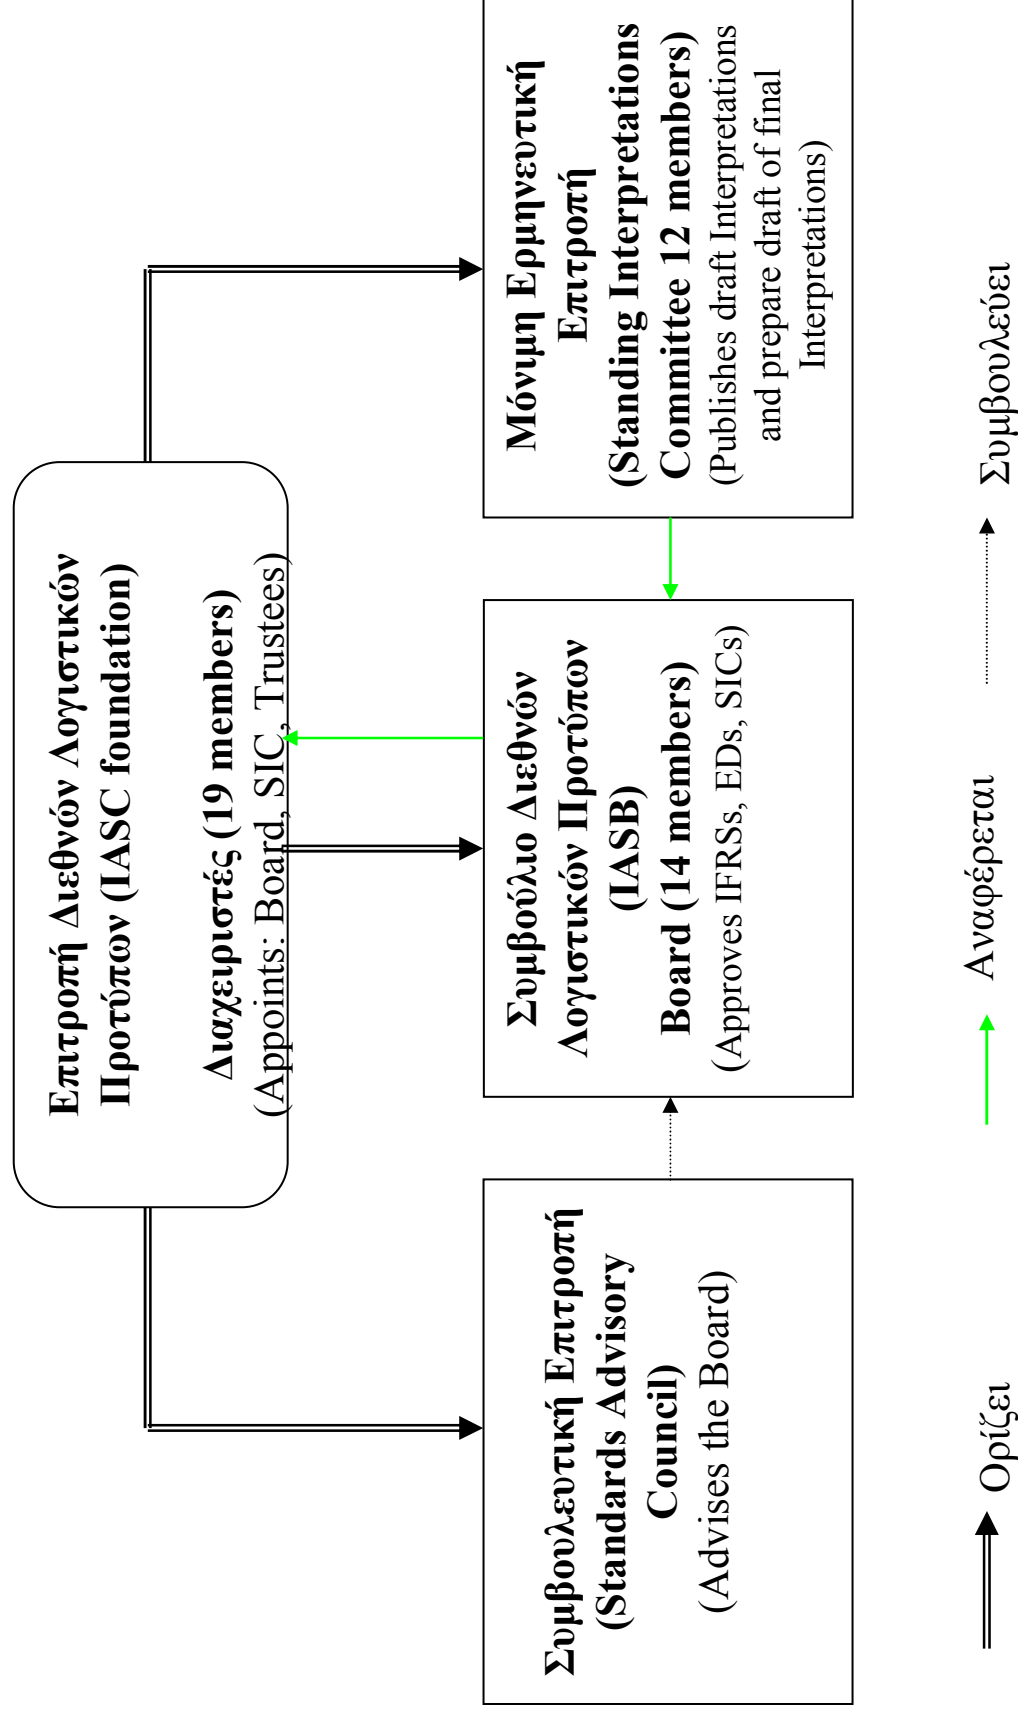 Επιτροπή Διεθνών Λογιστικών
Προτύπων (IASC foundation)
Διαχειριστές (19 members)
(Appoints: Board, SIC, Trustees)
Συμβουλευτική Επιτροπή
(Standards Advisory
Council)
(Advises the Board)
Συμβούλιο Διεθνών
Λογιστικών Προτύπων
(IASB)
Board (14 members)
(Approves IFRSs, EDs, SICs)
Μόνιμη Ερμηνευτική
Επιτροπή
(Standing Interpretations
Committee 12 members)
(Publishes draft Interpretations
and prepare draft of final
Interpretations)
Ορίζει
Αναφέρεται
Συμβουλεύει